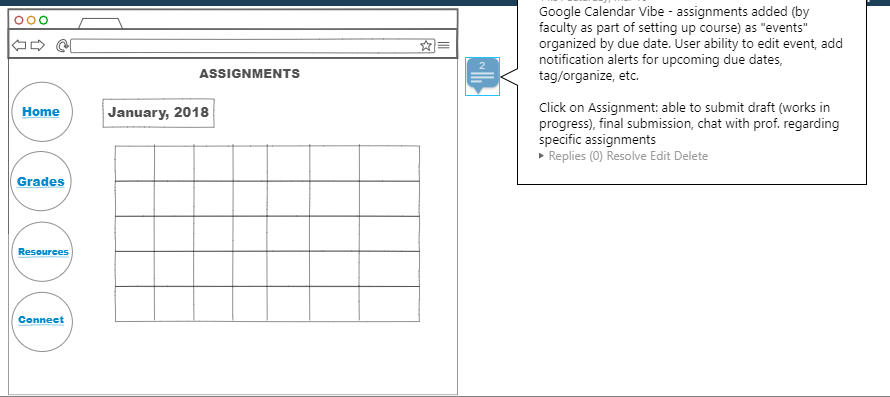 ASSIGNMENTS
Home
January, 2018
Grades
Resources
Connect
2
Google Calendar Vibe - assignments added (by
faculty as part of setting up course) as "events"
organized by due date. User ability to edit event, add
notification alerts for upcoming due dates,
tag/organize, etc.
Click on Assignment: able to submit draft (works in
progress), final submission, chat with prof. regarding
specific assignments
Replies (0) Resolve Edit Delete